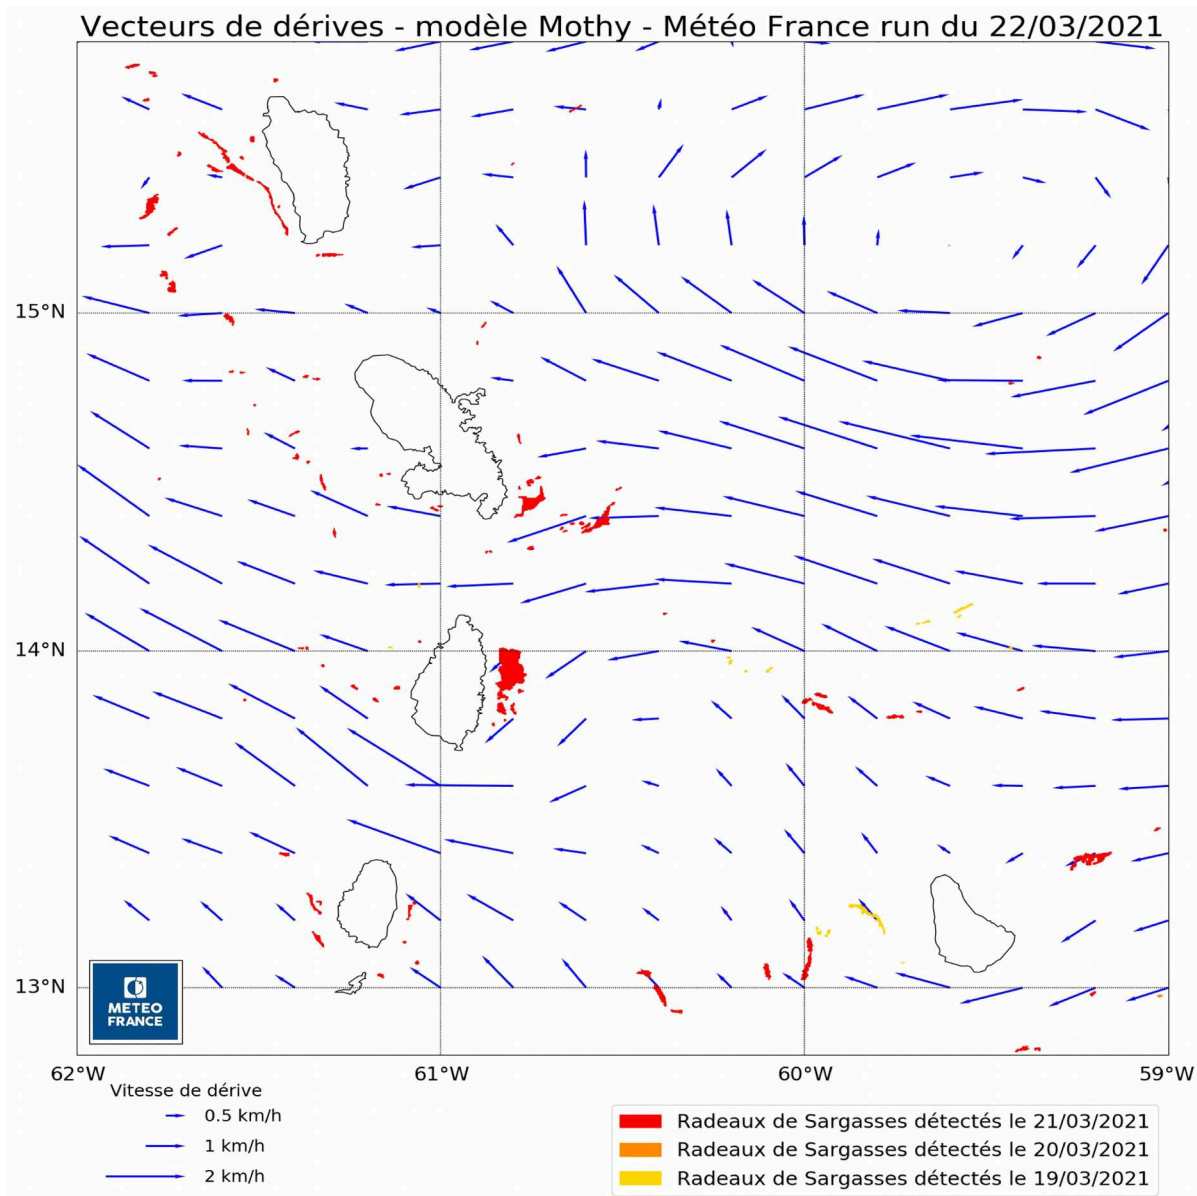 Vecteurs de dérives - modèle Mothy - Météo France run du 22/03/2021
15°N
14°N
13°N
METEO
FRANCE
62°W
61°W
60°W
59°W
Vitesse de dérive
0.5 km/h
1 km/h
2 km/h
Radeaux de Sargasses détectés le 21/03/2021
Radeaux de Sargasses détectés le 20/03/2021
Radeaux de Sargasses détectés le 19/03/2021